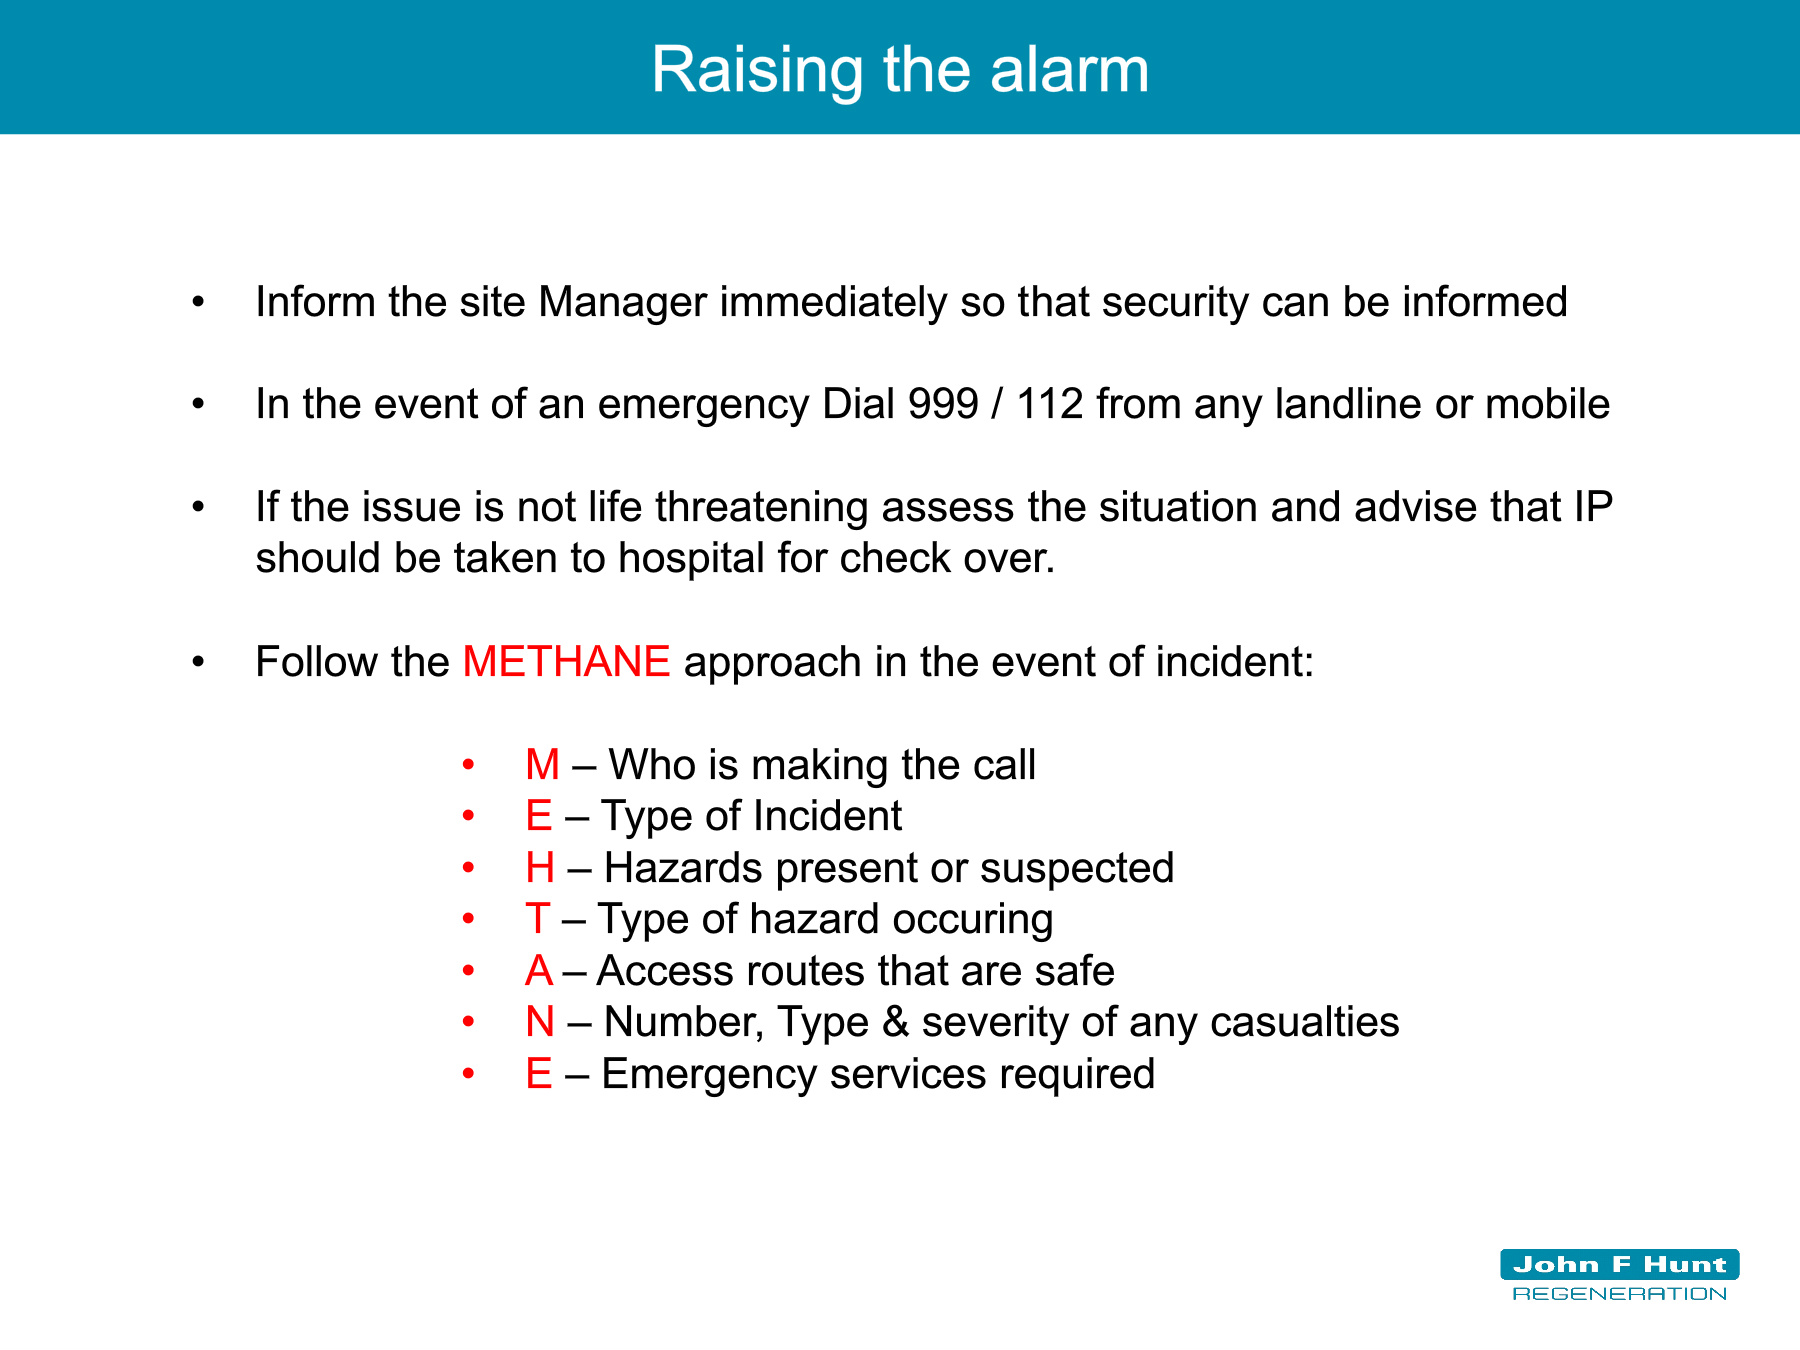 Raising the alarm
• Inform the site Manager immediately so that security can be informed
• In the event of an emergency Dial 999 / 112 from any landline or mobile
• If the issue is not life threatening assess the situation and advise that IP
should be taken to hospital for check over.
• Follow the METHANE approach in the event of incident:
• M – Who is making the call
• E – Type of Incident
• H – Hazards present or suspected
• T – Type of hazard occuring
• A – Access routes that are safe
• N – Number, Type & severity of any casualties
• E – Emergency services required
John F Hunt
REGENERATION